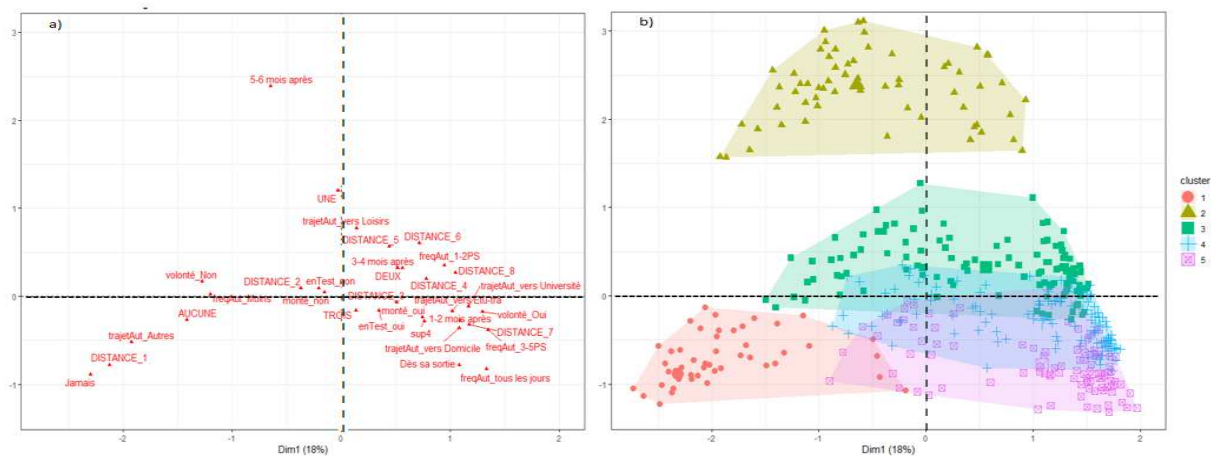 a)
3
2
1
0
-1
5-6 mois après
UNE
trajetAut_vers Loisirs
DISTANCE_5
DISTANCE_6
3-4 mois après
freqAut_1-2PS
DEUX
DISTANCE_8
volonté_Non
DISTANCE_2
enTest_non
DISTANCE_4
trajetAut_vers Université
monté_non
trajetAut_vers
AUCUNE
TROIS
monté_oui
volonté_Oui
enTest_oui
1-2 mois après
sup4
DISTANCE_7
trajetAut_Autres
trajetAut_vers Domicile
freqAut_3-5PS
DISTANCE_1
Dès sa sortie
Jamais
freqAut_tous les jours
-2
-1
0
1
2
Dim1 (18%)
b)
3
2
1
0
-1
-2
-1
0
1
2
Dim1 (18%)
cluster
1
2
3
4
5